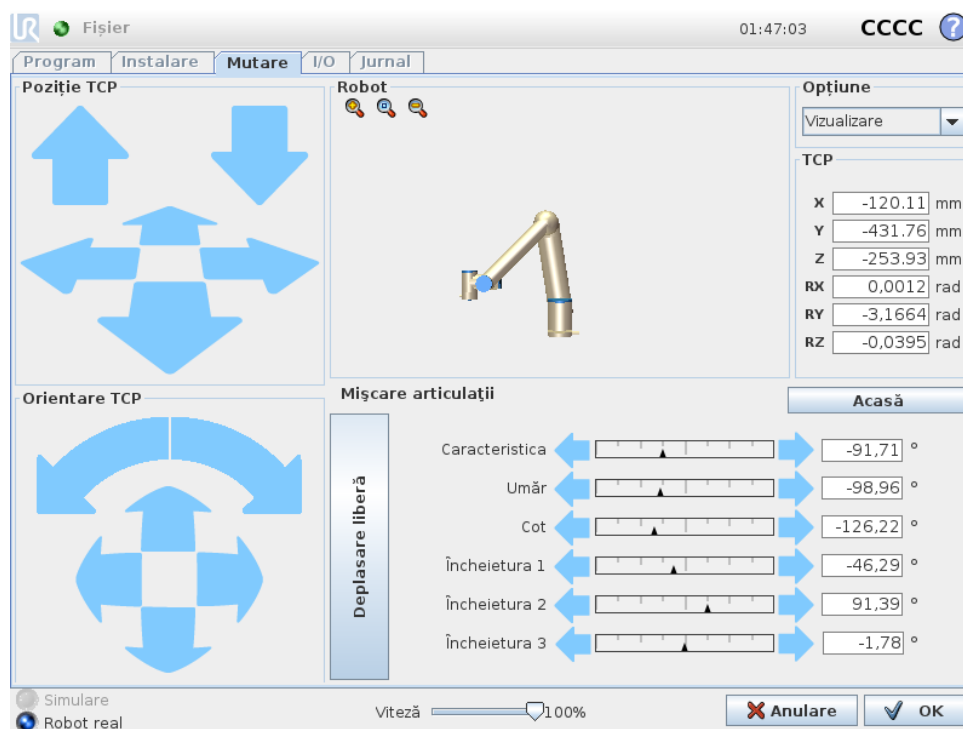 UR Fișier 01:47:03 CCCC ?
Program Instalare Mutare I/O Jurnal
Poziție TCP
Robot
Opțiune
Vizualizare
TCP
X -120.11 mm
Y -431.76 mm
Z -253.93 mm
RX 0,0012 rad
RY -3,1664 rad
RZ -0,0395 rad
Orientare TCP
Mișcare articulații
Acasă
Deplasare liberă
Caracteristica -91,71 °
Umăr -98,96 °
Cot -126,22 °
Încheietura 1 -46,29 °
Încheietura 2 91,39 °
Încheietura 3 -1,78 °
Simulare
Robot real
Viteză 100%
Anulare
OK